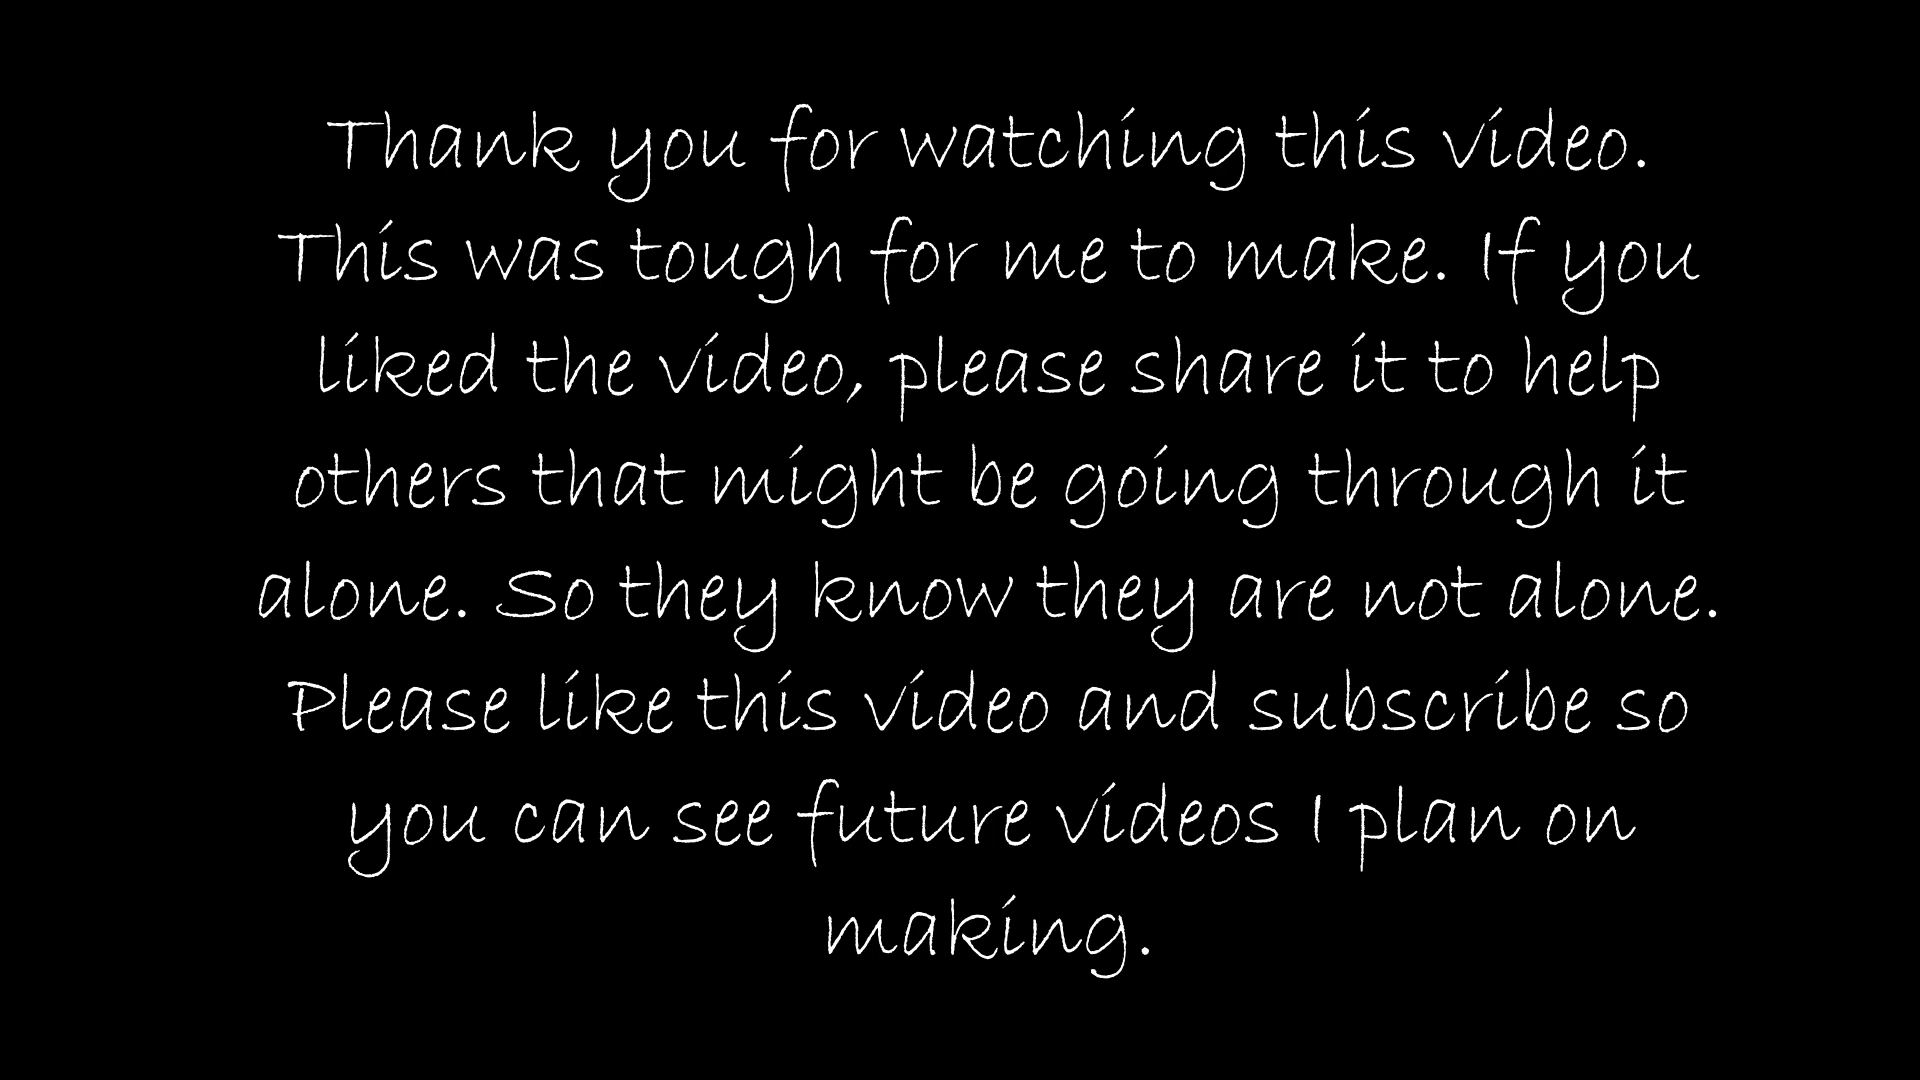 Thank you for watching this video.
This was tough for me to make. If you
liked the video, please share it to help
others that might be going through it
alone. So they know they are not alone.
Please like this video and subscribe so
you can see future videos I plan on
making.